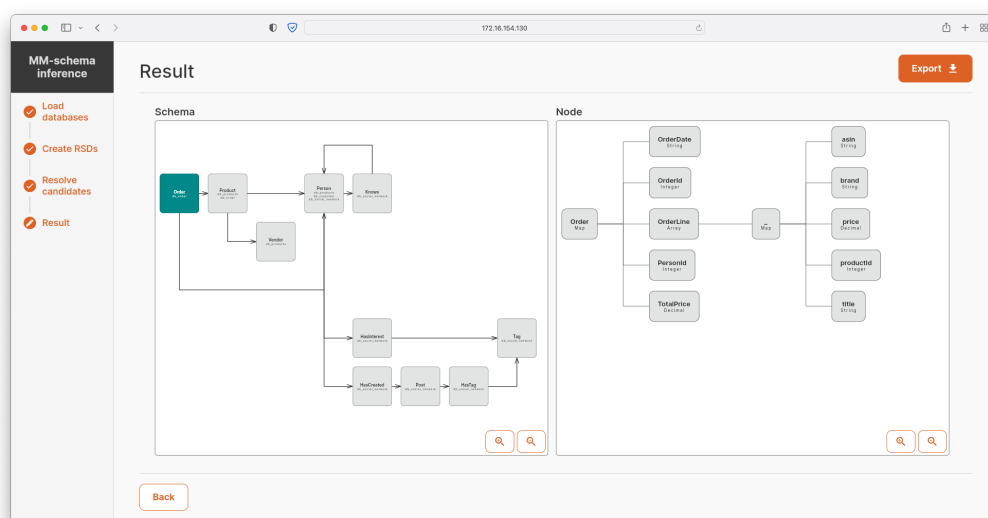 172.16.154.130
MM-schema
inference
Load
databases
Create RSDs
Resolve
candidates
Result
Result
Export
Schema
Order
Product
Person
Knows
Vendor
HasInterest
Tag
HasCreated
Post
HasTag
Node
Order
Map
OrderDate
String
OrderId
Integer
OrderLine
Array
PersonId
Integer
TotalPrice
Decimal
_
Map
asin
String
brand
String
price
Decimal
productId
Integer
title
String
Back